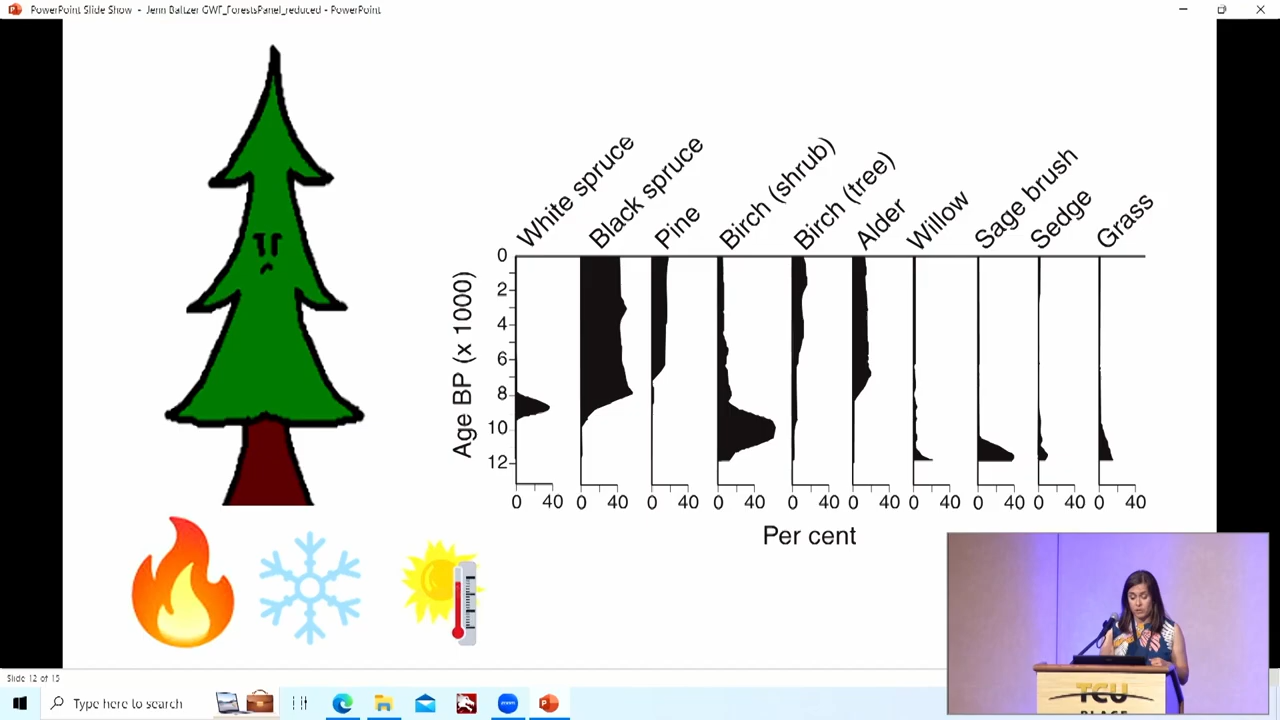 PowerPoint Slide Show - Jenn Baltzer GWF_ForestsPanel_reduced - PowerPoint
White spruce
Black spruce
Pine
Birch (shrub)
Birch (tree)
Alder
Willow
Sage brush
Sedge
Grass
Age BP (x 1000)
0
2
4
6
8
10
12
0 40 0 40 0 40 0 40 0 40 0 40 0 40 0 40 0 40 0 40
Per cent
TCU
PLACE
Slide 12 of 15
Type here to search
zoom